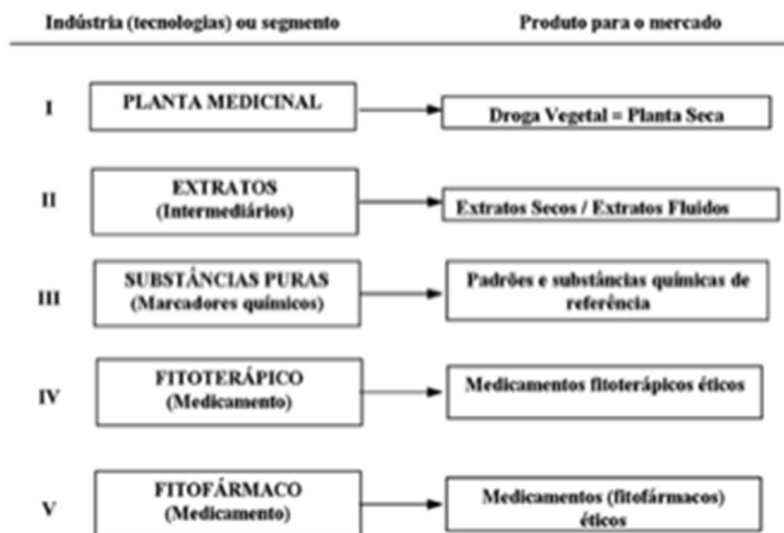 Indústria (tecnologias) ou segmento
Produto para o mercado
I
PLANTA MEDICINAL
Droga Vegetal = Planta Seca
II
EXTRATOS
(Intermediários)
Extratos Secos / Extratos Fluidos
III
SUBSTÂNCIAS PURAS
(Marcadores químicos)
Padrões e substâncias químicas de
referência
IV
FITOTERÁPICO
(Medicamento)
Medicamentos fitoterápicos éticos
V
FITOFÁRMACO
(Medicamento)
Medicamentos (fitofármacos)
éticos